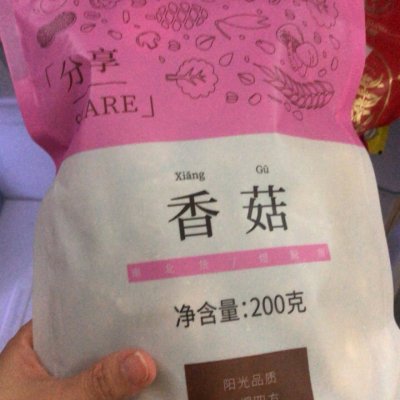 「分享
ARE」
Xiāng Gū
香菇
净含量:200克
阳光品质